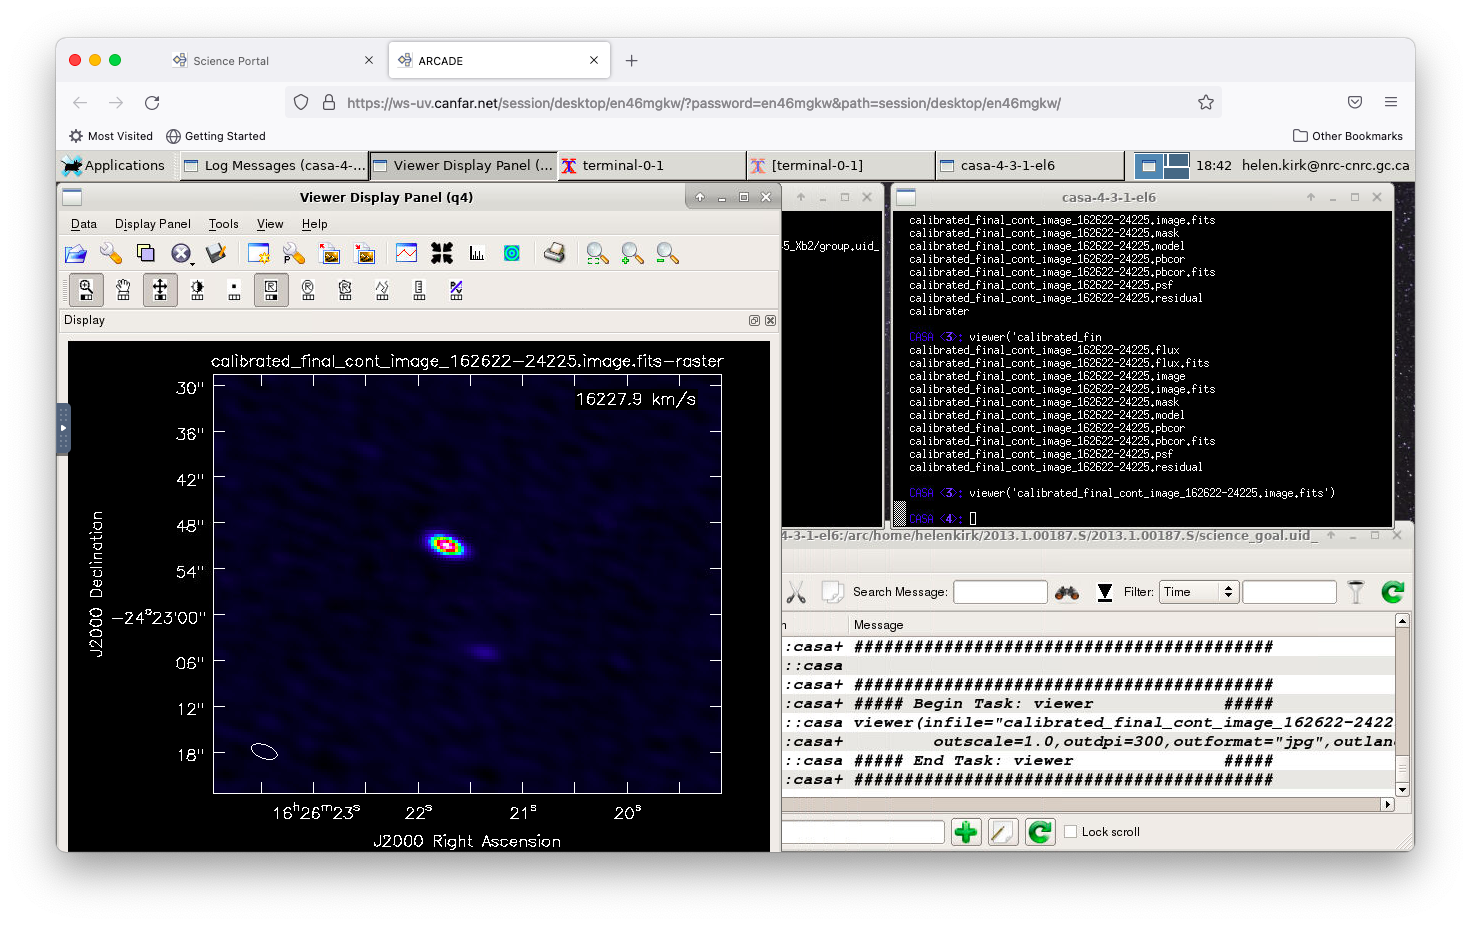 Science Portal
ARCADE
https://ws-uv.canfar.net/session/desktop/en46mgkw/?password=en46mgkw&path=session/desktop/en46mgkw/
Most Visited
Getting Started
Other Bookmarks
Applications
Log Messages (casa-4-...
Viewer Display Panel (...
terminal-0-1
[terminal-0-1]
casa-4-3-1-el6
18:42
helen.kirk@nrc-cnrc.gc.ca
Viewer Display Panel (q4)
Data Display Panel Tools View Help
Display
calibrated_final_cont_image_162622-24225.image.fits-raster
16227.9 km/s
30"
36"
42"
48"
54"
-24°23'00"
06"
12"
18"
J2000 Declination
16h26m23s 22s 21s 20s
J2000 Right Ascension
45_Xb2/group.uid_
casa-4-3-1-el6
calibrated_final_cont_image_162622-24225.image.fits
calibrated_final_cont_image_162622-24225.mask
calibrated_final_cont_image_162622-24225.model
calibrated_final_cont_image_162622-24225.pbcor
calibrated_final_cont_image_162622-24225.pbcor.fits
calibrated_final_cont_image_162622-24225.psf
calibrated_final_cont_image_162622-24225.residual
calibrater
CASA <3>: viewer('calibrated_fin
calibrated_final_cont_image_162622-24225.flux
calibrated_final_cont_image_162622-24225.flux.fits
calibrated_final_cont_image_162622-24225.image
calibrated_final_cont_image_162622-24225.image.fits
calibrated_final_cont_image_162622-24225.mask
calibrated_final_cont_image_162622-24225.model
calibrated_final_cont_image_162622-24225.pbcor
calibrated_final_cont_image_162622-24225.pbcor.fits
calibrated_final_cont_image_162622-24225.psf
calibrated_final_cont_image_162622-24225.residual
CASA <3>: viewer('calibrated_final_cont_image_162622-24225.image.fits')
CASA <4>:
4-3-1-el6:/arc/home/helenkirk/2013.1.00187.S/2013.1.00187.S/science_goal.uid_
Search Message:
Filter: Time
Message
:casa+ ############################################
::casa
:casa+ ############################################
:casa+ ##### Begin Task: viewer #####
::casa viewer(infile="calibrated_final_cont_image_162622-2422
:casa+ outscale=1.0,outdpi=300,outformat="jpg",outlan
::casa ##### End Task: viewer #####
:casa+ ############################################
Lock scroll